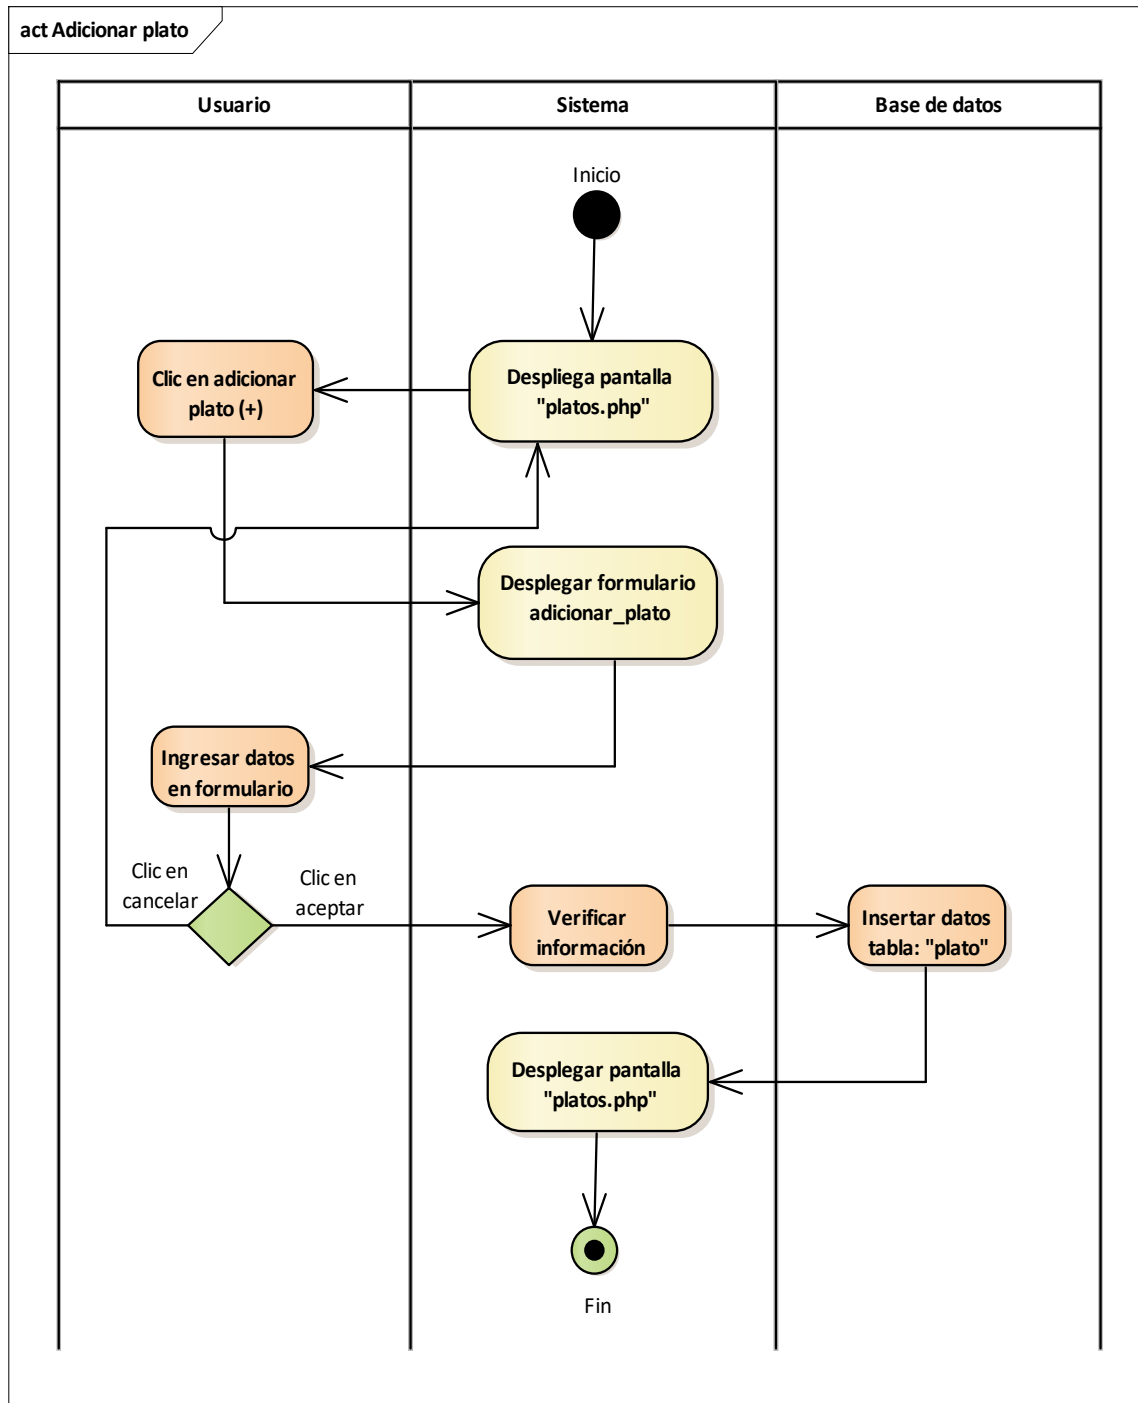 act Adicionar plato
Usuario
Sistema
Base de datos
Inicio
Clic en adicionar
plato (+)
Despliega pantalla
"platos.php"
Desplegar formulario
adicionar_plato
Ingresar datos
en formulario
Clic en
cancelar
Clic en
aceptar
Verificar
información
Insertar datos
tabla: "plato"
Desplegar pantalla
"platos.php"
Fin